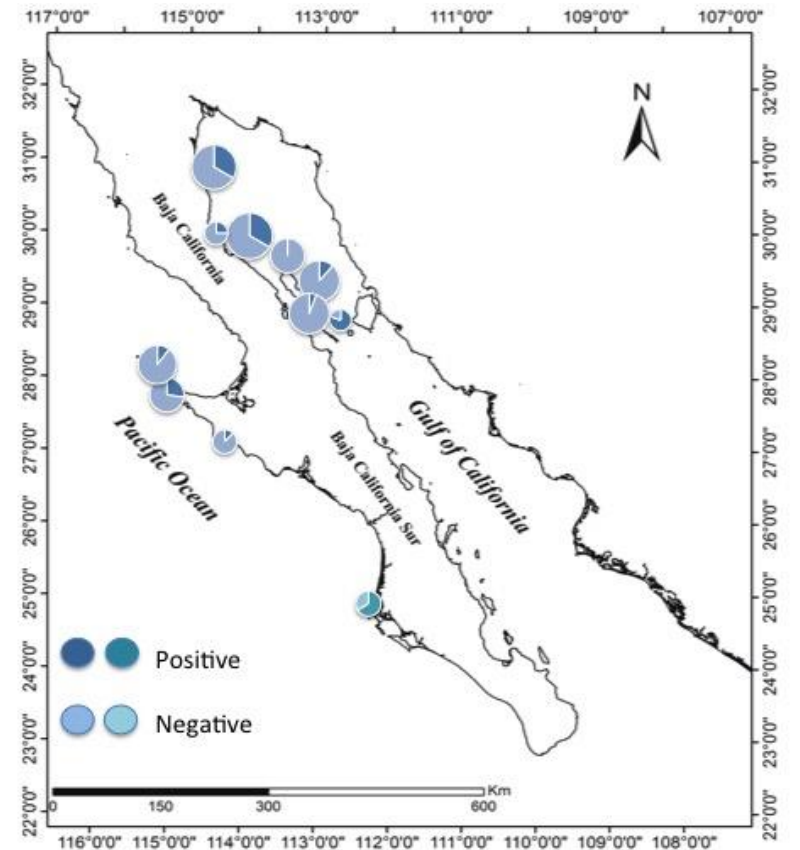 117°0'0" 115°0'0" 113°0'0" 111°0'0" 109°0'0" 107°0'0"
N
32°0'0" 32°0'0"
31°0'0" 31°0'0"
30°0'0" 30°0'0"
29°0'0" 29°0'0"
28°0'0" 28°0'0"
27°0'0" 27°0'0"
26°0'0" 26°0'0"
25°0'0" 25°0'0"
24°0'0" 24°0'0"
23°0'0" 23°0'0"
22°0'0" 22°0'0"
Baja California
Gulf of California
Pacific Ocean
Baja California Sur
Positive
Negative
Km
0 150 300 600
116°0'0" 115°0'0" 114°0'0" 113°0'0" 112°0'0" 111°0'0" 110°0'0" 109°0'0" 108°0'0"